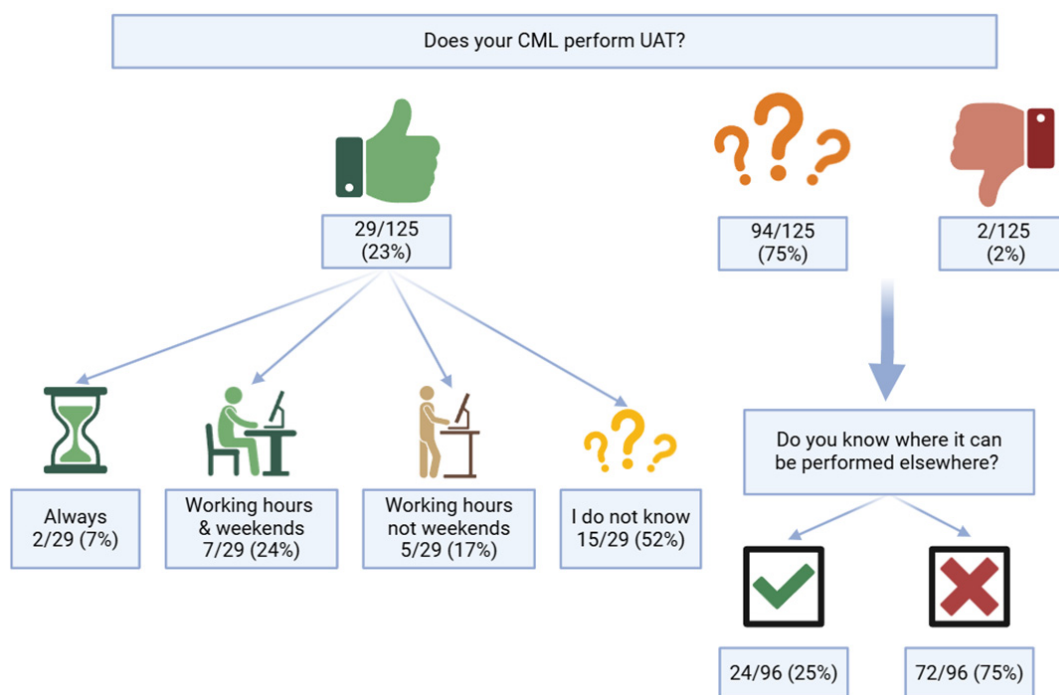 Does your CML perform UAT?
29/125
(23%)
94/125
(75%)
2/125
(2%)
Always
2/29 (7%)
Working hours
& weekends
7/29 (24%)
Working hours
not weekends
5/29 (17%)
I do not know
15/29 (52%)
Do you know where it can
be performed elsewhere?
24/96 (25%)
72/96 (75%)